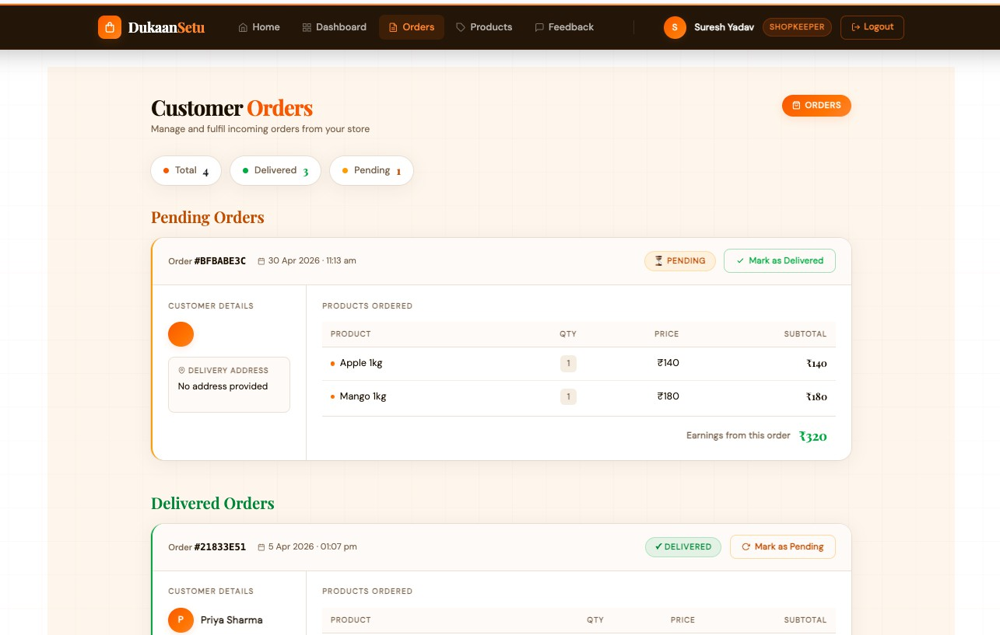 DukaanSetu Home Dashboard Orders Products Feedback S Suresh Yadav SHOPKEEPER Logout
Customer Orders
ORDERS
Manage and fulfil incoming orders from your store
Total 4 Delivered 3 Pending 1
Pending Orders
Order #BFBABE3C 30 Apr 2026 · 11:13 am ⏳ PENDING ✓ Mark as Delivered
CUSTOMER DETAILS
DELIVERY ADDRESS
No address provided
PRODUCTS ORDERED
PRODUCT QTY PRICE SUBTOTAL
Apple 1kg 1 ₹140 ₹140
Mango 1kg 1 ₹180 ₹180
Earnings from this order ₹320
Delivered Orders
Order #21833E51 5 Apr 2026 · 01:07 pm ✓ DELIVERED Mark as Pending
CUSTOMER DETAILS
P Priya Sharma
PRODUCTS ORDERED
PRODUCT QTY PRICE SUBTOTAL